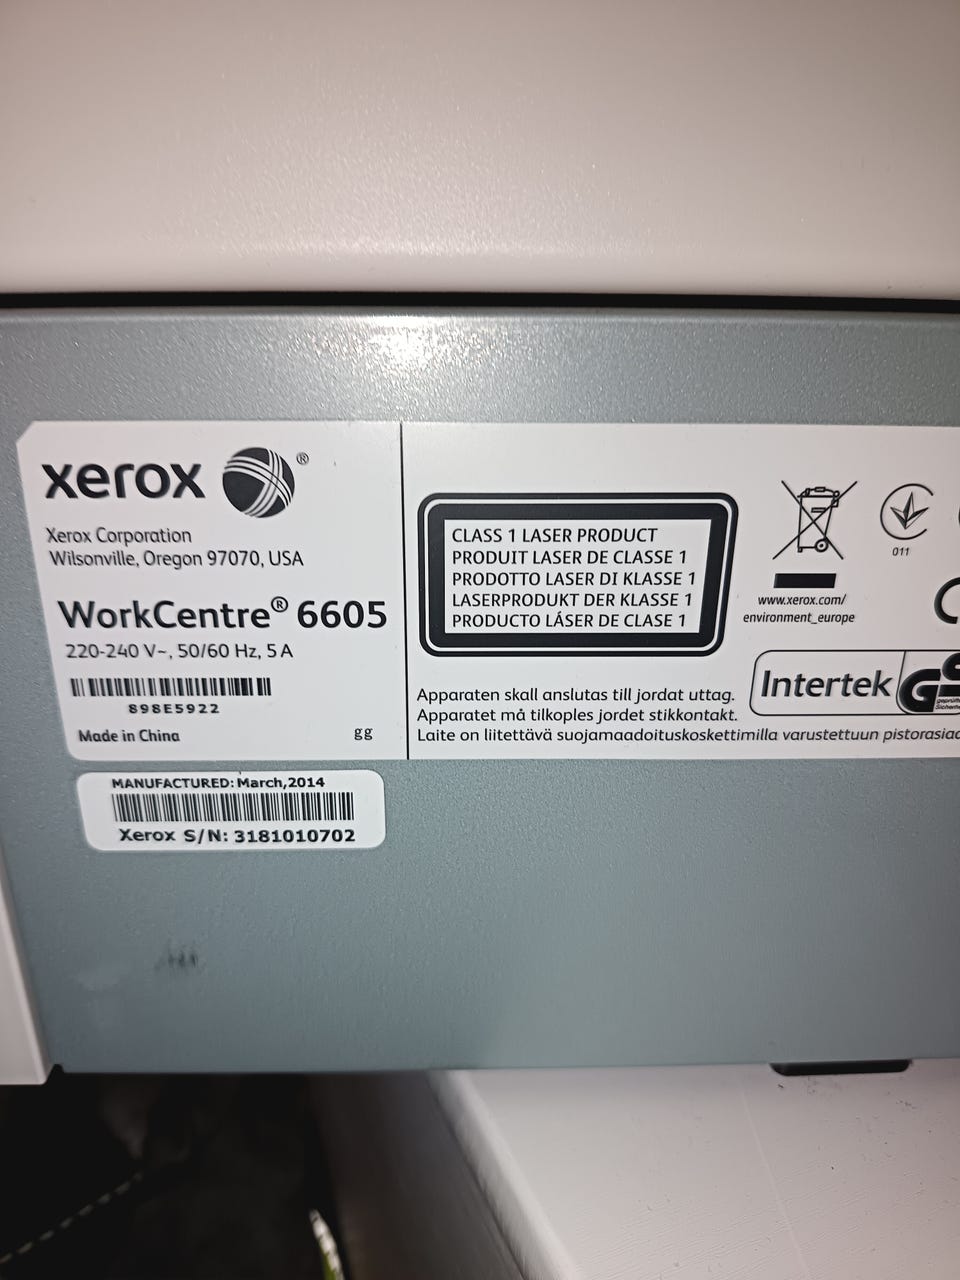 xerox ®
Xerox Corporation
Wilsonville, Oregon 97070, USA
WorkCentre® 6605
220-240 V~, 50/60 Hz, 5 A
898E5922
Made in China gg
MANUFACTURED: March,2014
Xerox S/N: 3181010702
CLASS 1 LASER PRODUCT
PRODUIT LASER DE CLASSE 1
PRODOTTO LASER DI KLASSE 1
LASERPRODUKT DER KLASSE 1
PRODUCTO LÁSER DE CLASE 1
Apparaten skall anslutas till jordat uttag.
Apparatet må tilkoples jordet stikkontakt.
Laite on liitettävä suojamaadoituskoskettimilla varustettuun pistorasiaa
011
www.xerox.com/
environment_europe
Intertek
GS